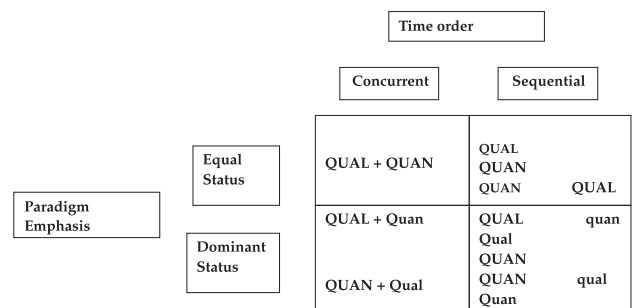 Time order
Concurrent
Sequential
Paradigm
Emphasis
Equal
Status
QUAL + QUAN
QUAL
QUAN
QUAN QUAL
Dominant
Status
QUAL + Quan
QUAN + Qual
QUAL quan
Qual
QUAN
QUAN qual
Quan